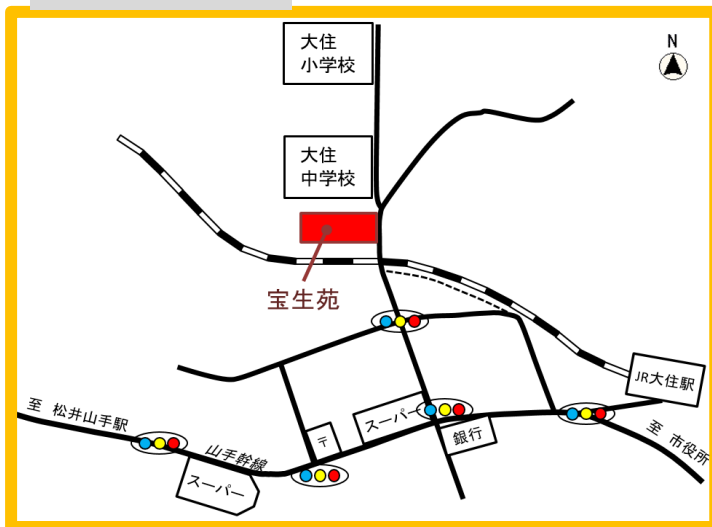 大住
小学校
N
大住
中学校
宝生苑
JR大住駅
至 松井山手駅
スーパー
銀行
〒
山手幹線
至 市役所
スーパー